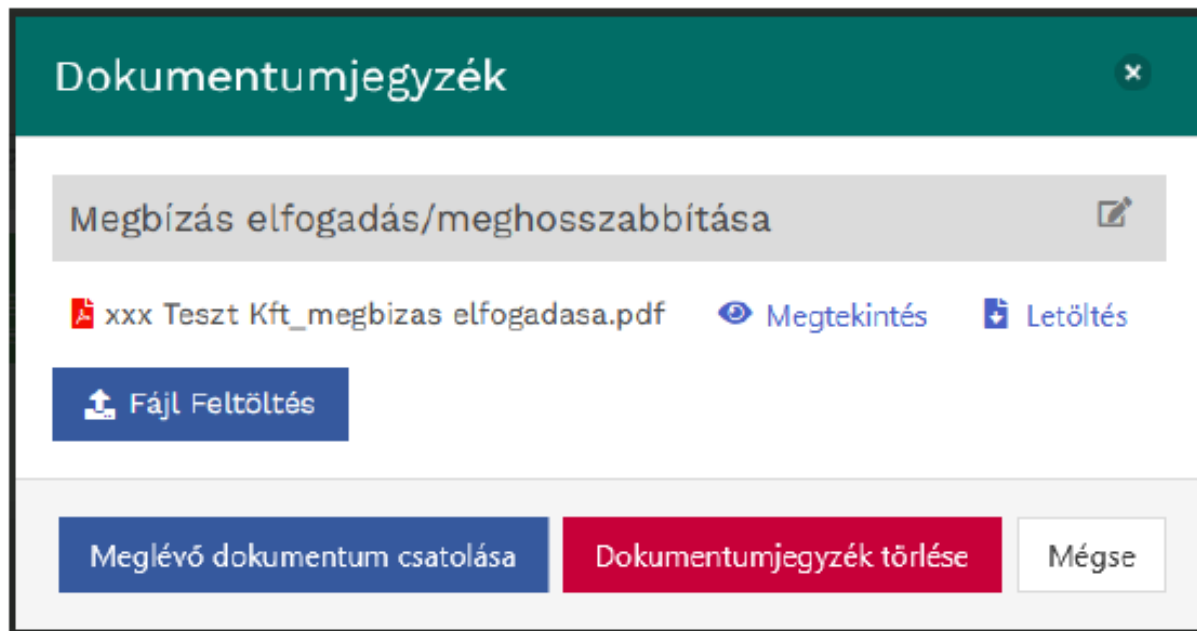 Dokumentumjegyzék
Megbízás elfogadás/meghosszabbítása
xxx Teszt Kft_megbizas elfogadasa.pdf Megtekintés Letöltés
Fájl Feltöltés
Meglévő dokumentum csatolása Dokumentumjegyzék törlése Mégse